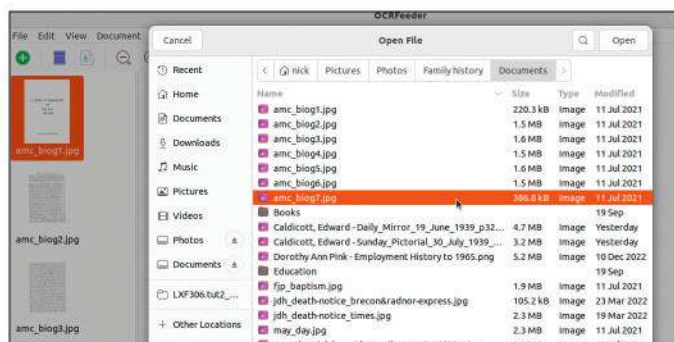 OCRFeeder
File Edit View Document
Cancel
Open File
Open
Recent
Home
Documents
Downloads
Music
Pictures
Videos
Photos
Documents
LXF306.tut2_...
+ Other Locations
nick Pictures Photos Family history Documents
Name Size Type Modified
amc_biog1.jpg 220.3 kB Image 11 Jul 2021
amc_biog2.jpg 1.5 MB Image 11 Jul 2021
amc_biog3.jpg 1.6 MB Image 11 Jul 2021
amc_biog4.jpg 1.5 MB Image 11 Jul 2021
amc_biog5.jpg 1.6 MB Image 11 Jul 2021
amc_biog6.jpg 1.5 MB Image 11 Jul 2021
amc_biog7.jpg 386.8 kB Image 11 Jul 2021
Books 19 Sep
Caldicott, Edward - Daily_Mirror_19_June_1939_p32... 4.7 MB Image Yesterday
Caldicott, Edward - Sunday_Pictorial_30_July_1939_... 3.2 MB Image Yesterday
Dorothy Ann Pink - Employment History to 1965.png 5.2 MB Image 10 Dec 2022
Education 19 Sep
fjp_baptism.jpg 1.9 MB Image 11 Jul 2021
jdh_death-notice_brecon&radnor-express.jpg 105.2 kB Image 23 Mar 2022
jdh_death-notice_times.jpg 2.3 MB Image 19 Mar 2022
may_day.jpg 2.3 MB Image 11 Jul 2021
amc_biog1.jpg
amc_biog2.jpg
amc_biog3.jpg